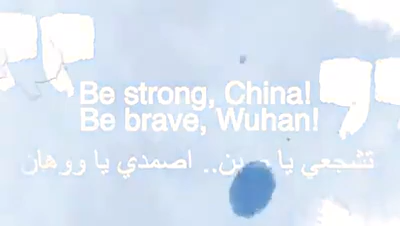 Be strong, China!
Be brave, Wuhan!
تشجعي يا .. اصمدي يا ووهان